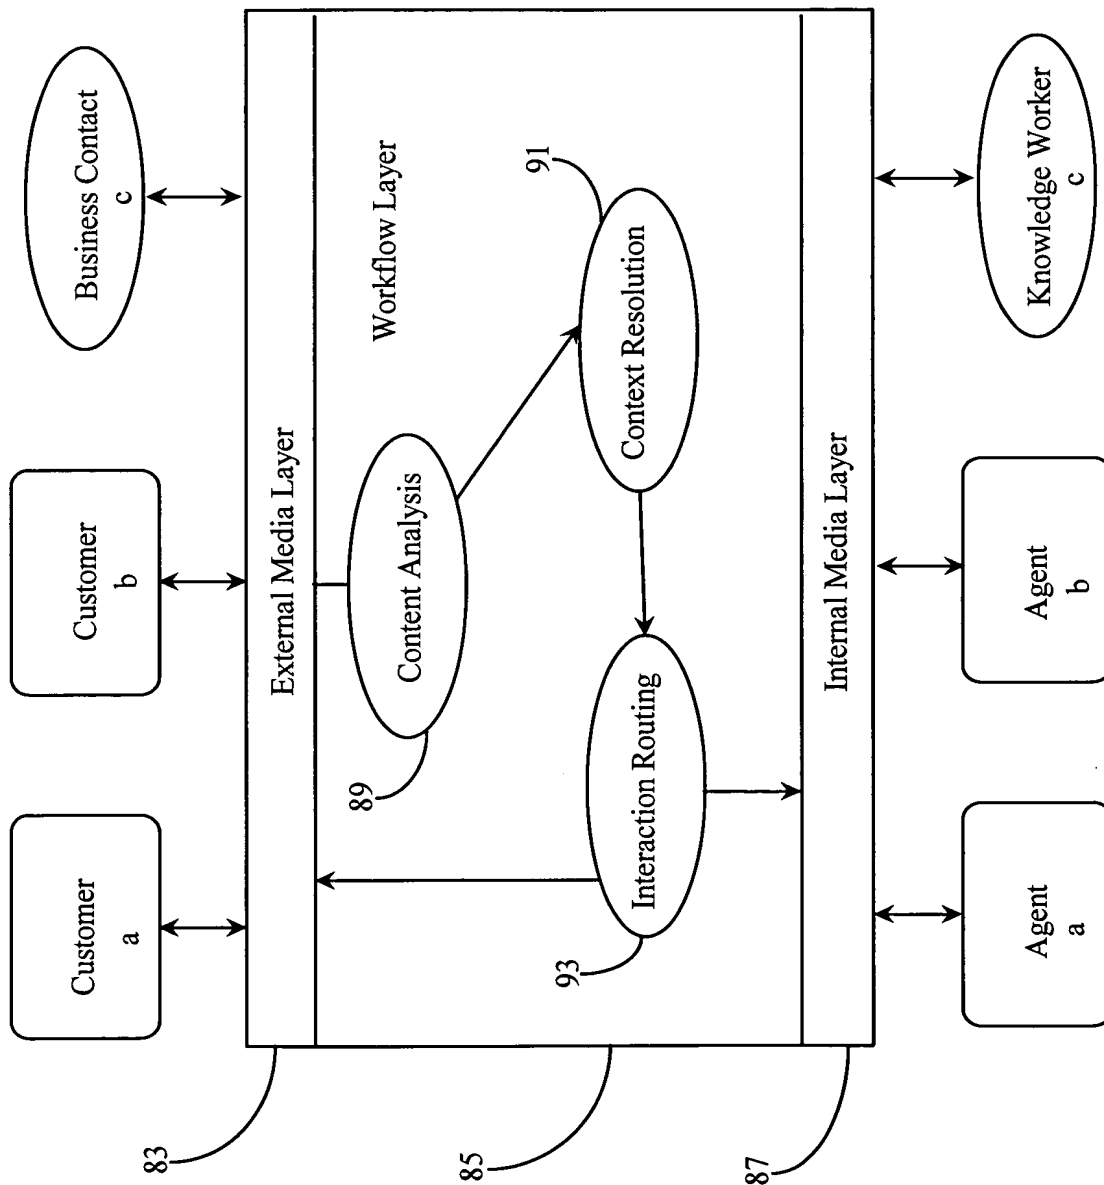 Customer
a
Customer
b
Business Contact
c
83
External Media Layer
Workflow Layer
89
Content Analysis
85
91
Context Resolution
93
Interaction Routing
87
Internal Media Layer
Agent
a
Agent
b
Knowledge Worker
c